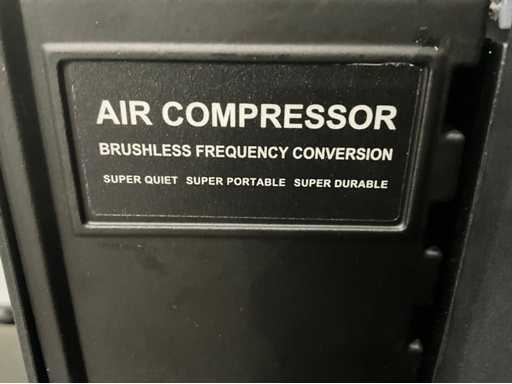 AIR COMPRESSOR
BRUSHLESS FREQUENCY CONVERSION
SUPER QUIET SUPER PORTABLE SUPER DURABLE